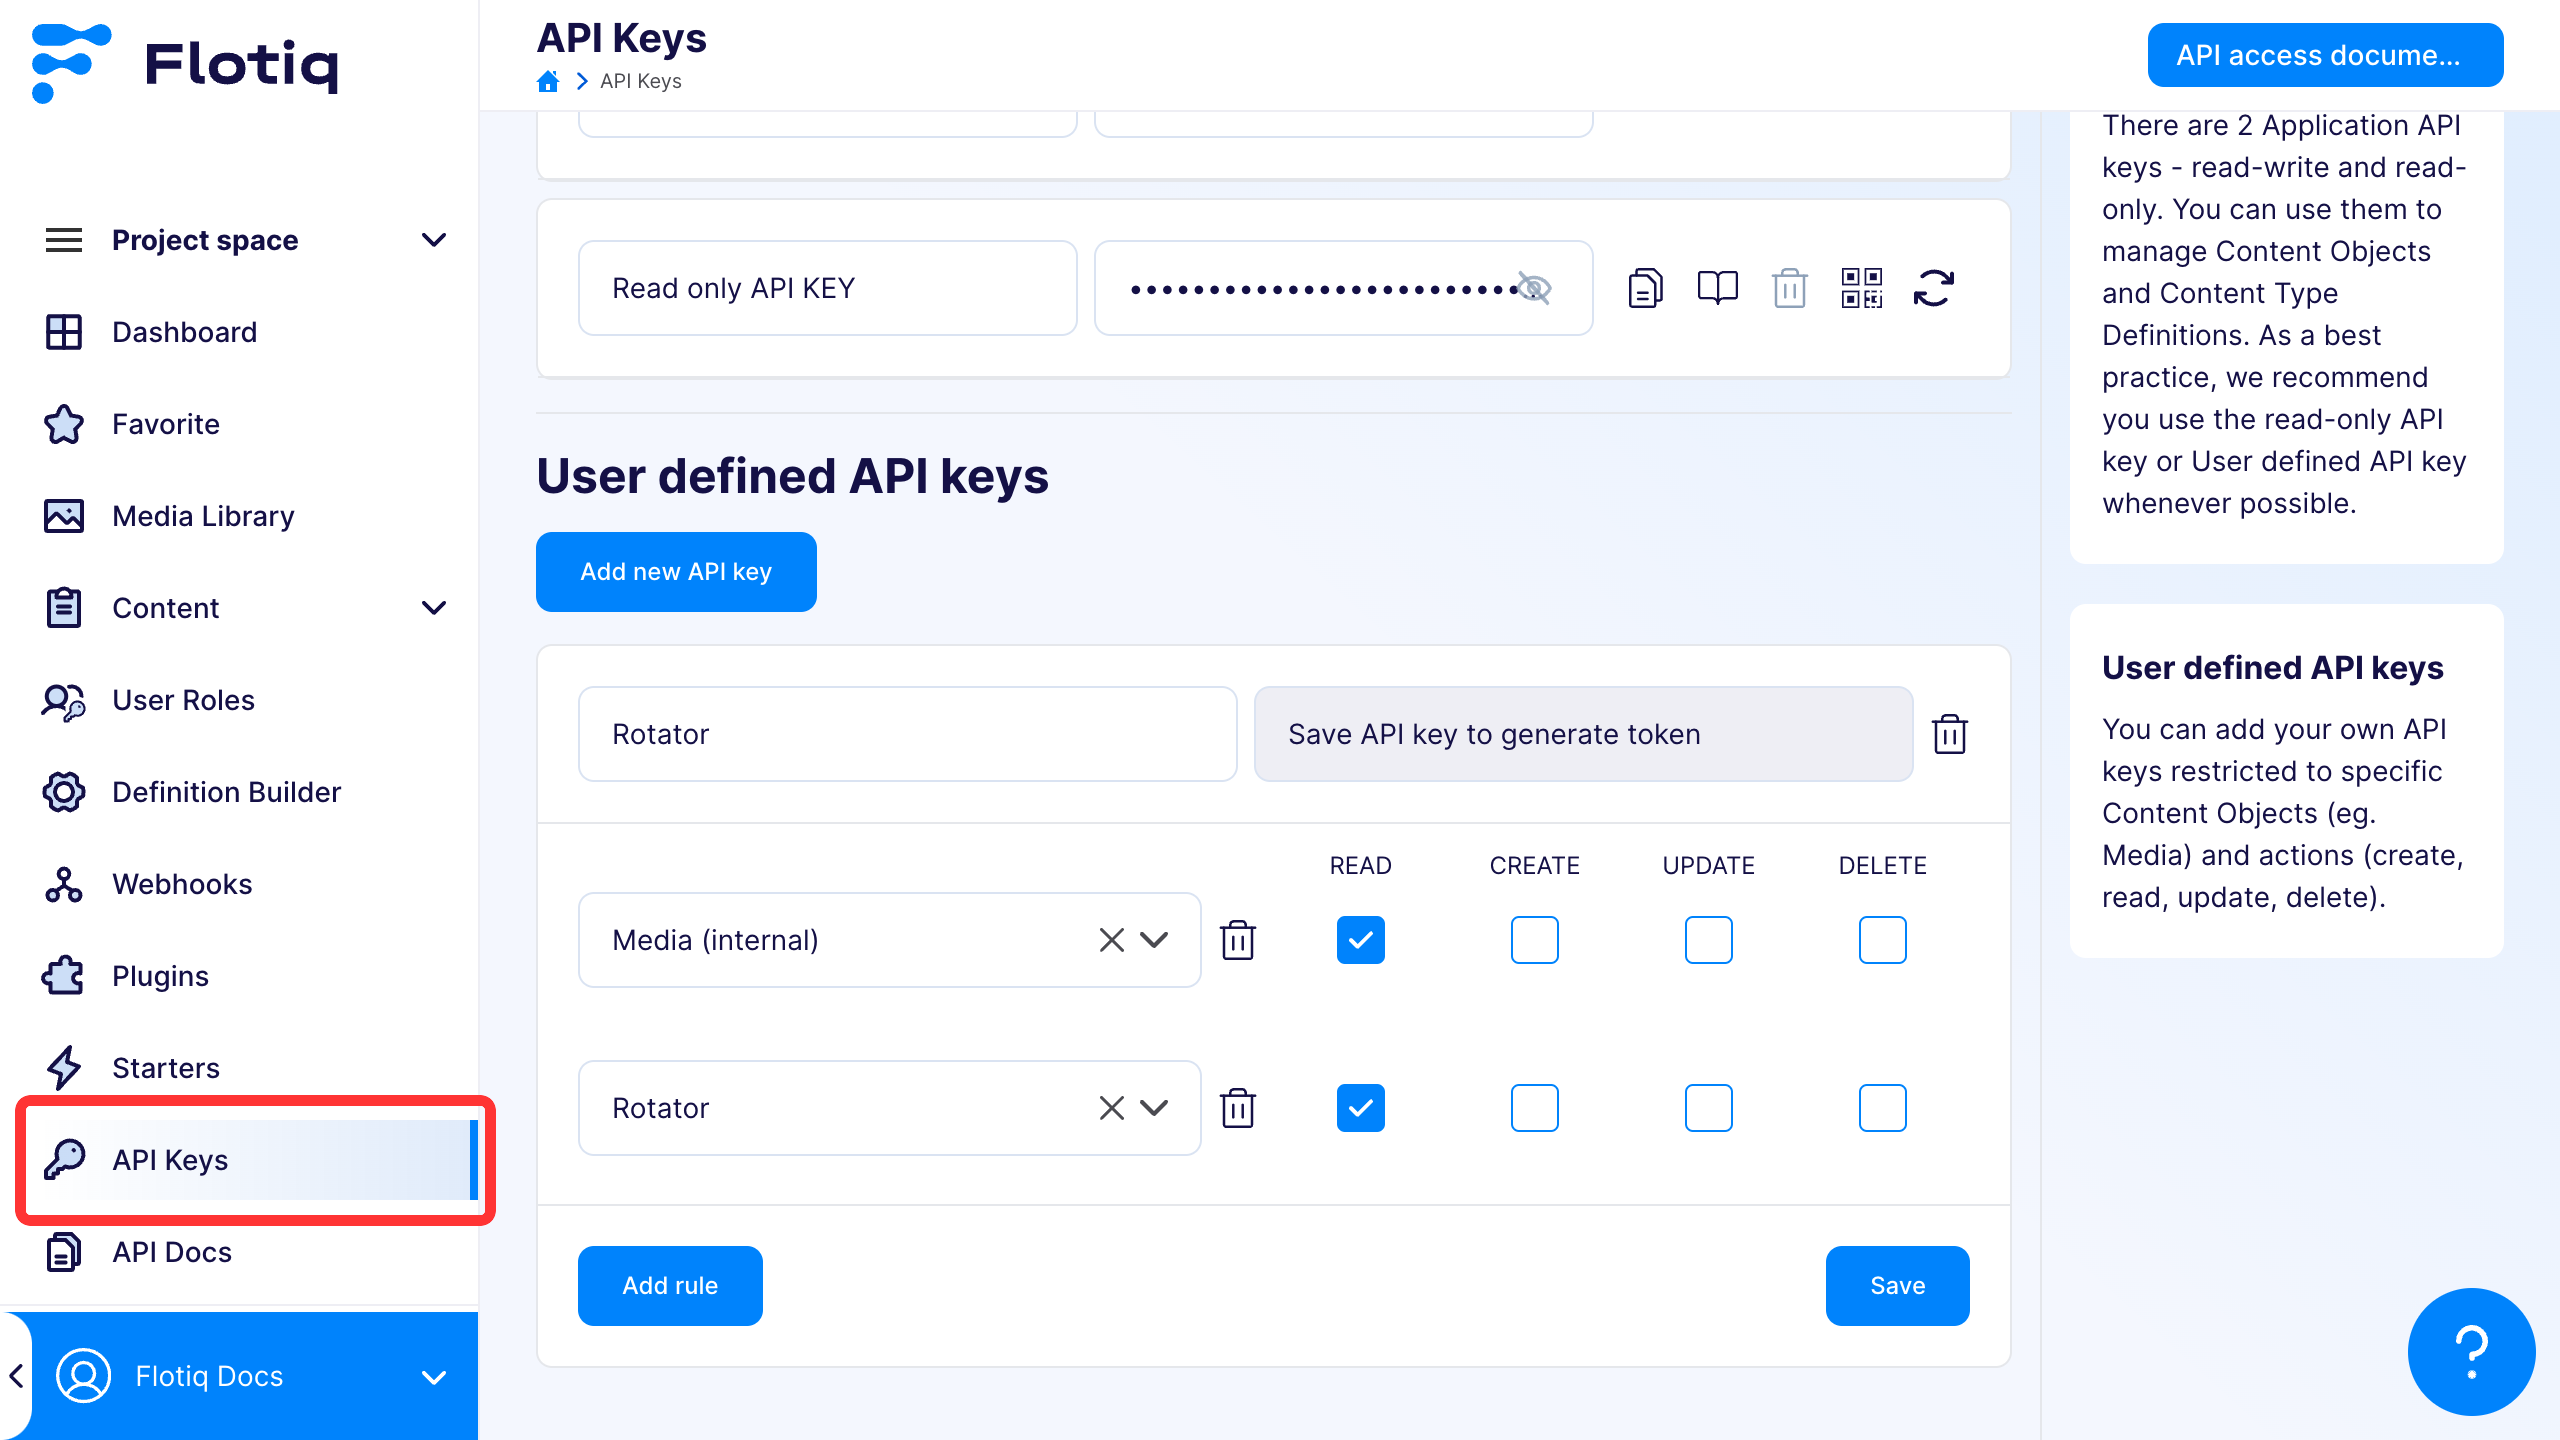 Flotiq
Project space
Dashboard
Favorite
Media Library
Content
User Roles
Definition Builder
Webhooks
Plugins
Starters
API Keys
API Docs
Flotiq Docs
API Keys
API Keys
API access docume...
Read only API KEY
User defined API keys
Add new API key
Rotator
Save API key to generate token
READ CREATE UPDATE DELETE
Media (internal)
Rotator
Add rule
Save
There are 2 Application API
keys - read-write and read-
only. You can use them to
manage Content Objects
and Content Type
Definitions. As a best
practice, we recommend
you use the read-only API
key or User defined API key
whenever possible.
User defined API keys
You can add your own API
keys restricted to specific
Content Objects (eg.
Media) and actions (create,
read, update, delete).
?